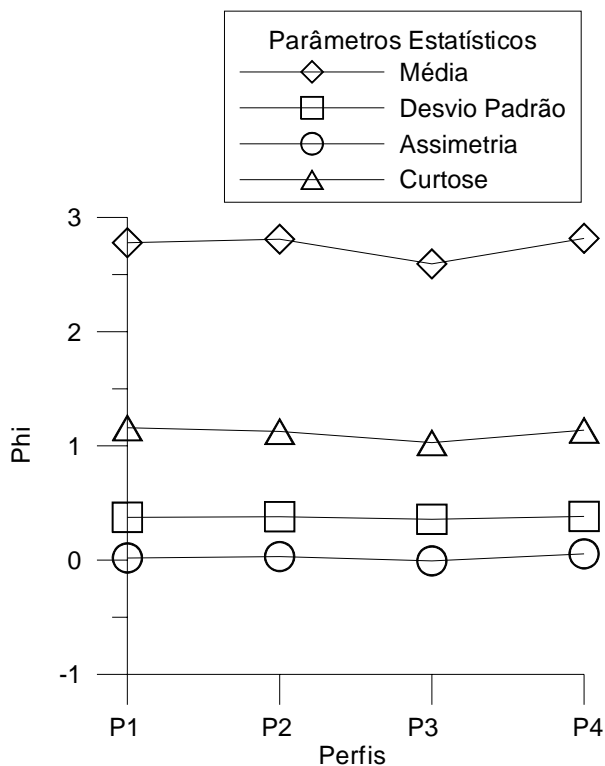 Parâmetros Estatísticos
Média
Desvio Padrão
Assimetria
Curtose
3
2
1
0
-1
Phi
P1 P2 P3 P4
Perfis